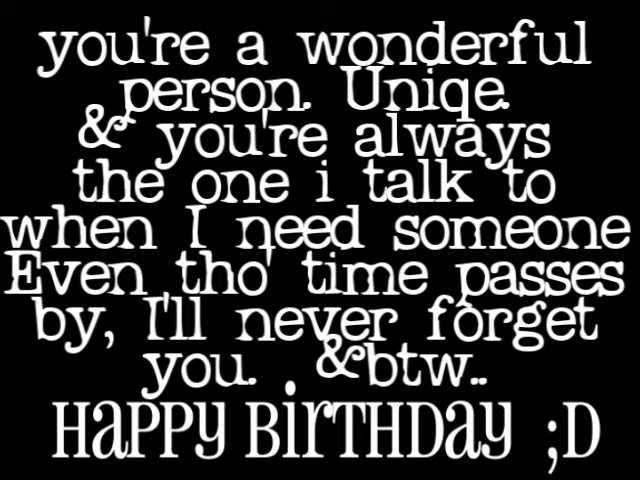 you're a wonderful
person. Uniqe.
& you're always
the one i talk to
when I need someone
Even tho' time passes
by, I'll never forget
you. &btw..
HaPPy BirTHDay ;D